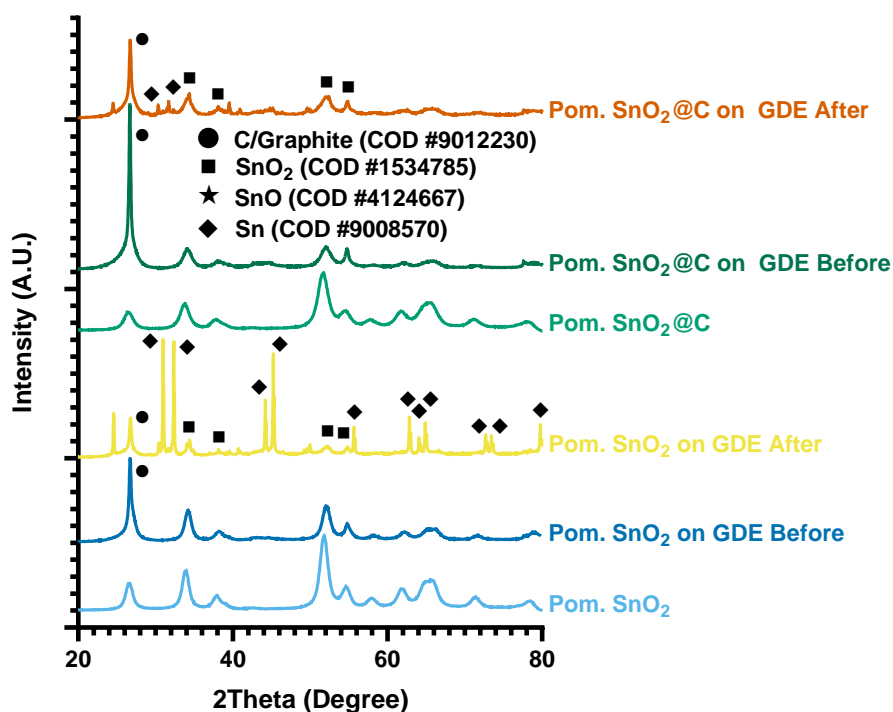 Pom. SnO₂@C on  GDE After
● C/Graphite (COD #9012230)
■ SnO₂ (COD #1534785)
★ SnO (COD #4124667)
◆ Sn (COD #9008570)
Pom. SnO₂@C on  GDE Before
Pom. SnO₂@C
Pom. SnO₂ on GDE After
Pom. SnO₂ on GDE Before
Pom. SnO₂
Intensity (A.U.)
20 40 60 80
2Theta (Degree)